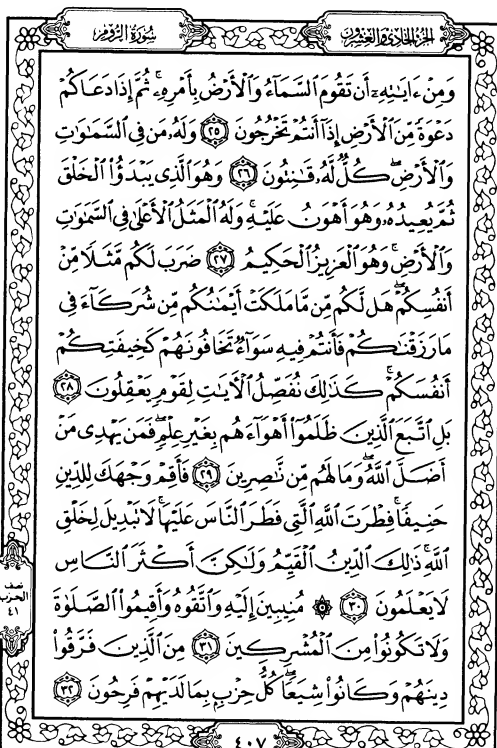 الجزء الحادي والعشرون
سورة الروم
وَمِنْ ءَايَٰتِهِۦٓ أَن تَقُومَ ٱلسَّمَآءُ وَٱلْأَرْضُ بِأَمْرِهِۦ ۚ ثُمَّ إِذَا دَعَاكُمْ
دَعْوَةً مِّنَ ٱلْأَرْضِ إِذَآ أَنتُمْ تَخْرُجُونَ ٢٥ وَلَهُۥ مَن فِى ٱلسَّمَٰوَٰتِ
وَٱلْأَرْضِ ۖ كُلٌّ لَّهُۥ قَٰنِتُونَ ٢٦ وَهُوَ ٱلَّذِى يَبْدَؤُا۟ ٱلْخَلْقَ
ثُمَّ يُعِيدُهُۥ وَهُوَ أَهْوَنُ عَلَيْهِ ۚ وَلَهُ ٱلْمَثَلُ ٱلْأَعْلَىٰ فِى ٱلسَّمَٰوَٰتِ
وَٱلْأَرْضِ ۚ وَهُوَ ٱلْعَزِيزُ ٱلْحَكِيمُ ٢٧ ضَرَبَ لَكُم مَّثَلًا مِّنْ
أَنفُسِكُمْ ۖ هَل لَّكُم مِّن مَّا مَلَكَتْ أَيْمَٰنُكُم مِّن شُرَكَآءَ فِى
مَا رَزَقْنَٰكُمْ فَأَنتُمْ فِيهِ سَوَآءٌ تَخَافُونَهُمْ كَخِيفَتِكُمْ
أَنفُسَكُمْ ۚ كَذَٰلِكَ نُفَصِّلُ ٱلْءَايَٰتِ لِقَوْمٍ يَعْقِلُونَ ٢٨
بَلِ ٱتَّبَعَ ٱلَّذِينَ ظَلَمُوٓا۟ أَهْوَآءَهُم بِغَيْرِ عِلْمٍ ۖ فَمَن يَهْدِى مَنْ
أَضَلَّ ٱللَّهُ ۖ وَمَا لَهُم مِّن نَّٰصِرِينَ ٢٩ فَأَقِمْ وَجْهَكَ لِلدِّينِ
حَنِيفًا ۚ فِطْرَتَ ٱللَّهِ ٱلَّتِى فَطَرَ ٱلنَّاسَ عَلَيْهَا ۚ لَا تَبْدِيلَ لِخَلْقِ
ٱللَّهِ ۚ ذَٰلِكَ ٱلدِّينُ ٱلْقَيِّمُ وَلَٰكِنَّ أَكْثَرَ ٱلنَّاسِ
لَا يَعْلَمُونَ ٣٠ ۞ مُنِيبِينَ إِلَيْهِ وَٱتَّقُوهُ وَأَقِيمُوا۟ ٱلصَّلَوٰةَ
وَلَا تَكُونُوا۟ مِنَ ٱلْمُشْرِكِينَ ٣١ مِنَ ٱلَّذِينَ فَرَّقُوا۟
دِينَهُمْ وَكَانُوا۟ شِيَعًا ۖ كُلُّ حِزْبٍۭ بِمَا لَدَيْهِمْ فَرِحُونَ ٣٢
نصف
الحزب
٤١
٤٠٧